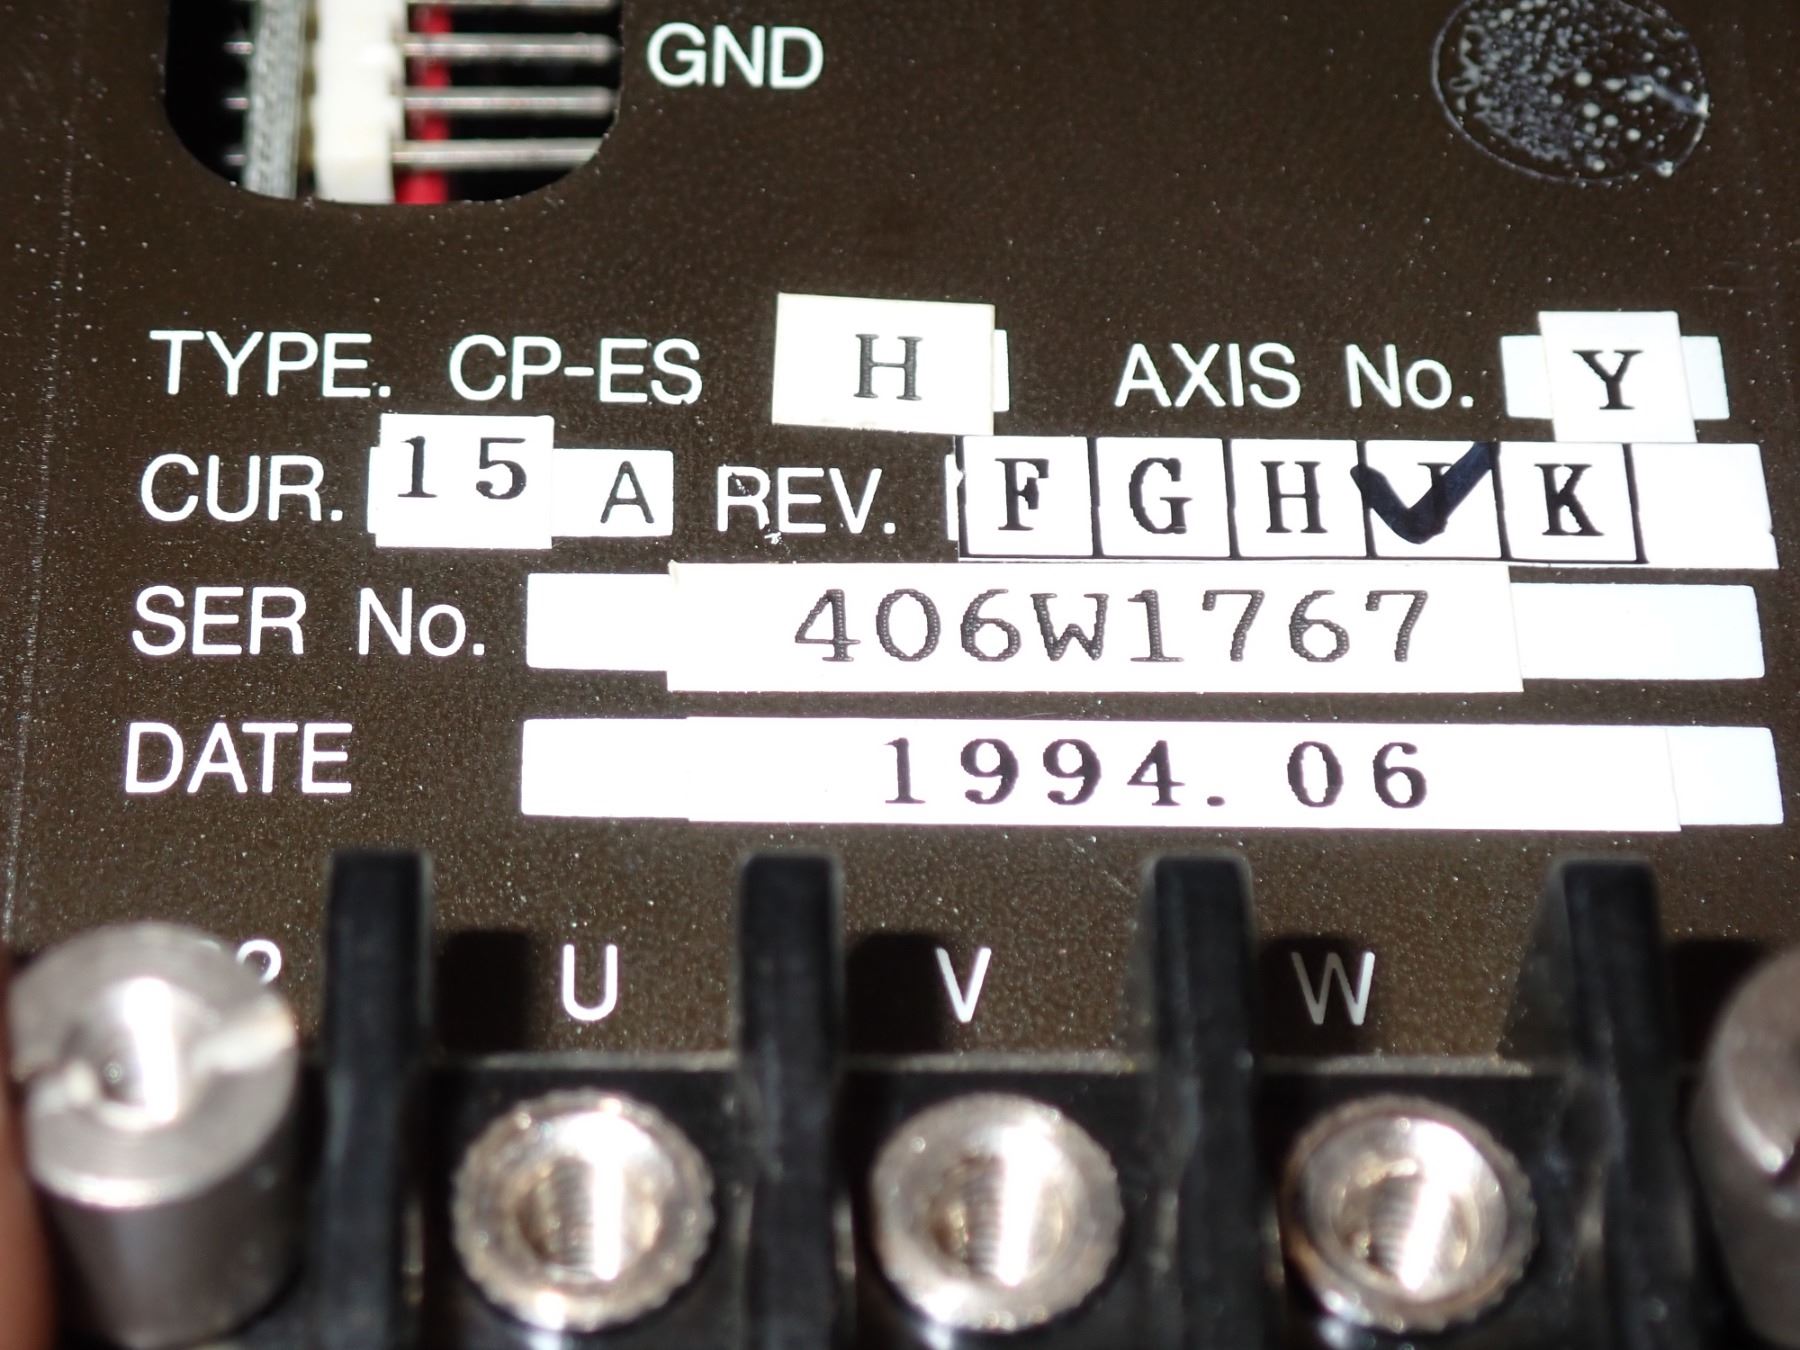 GND
TYPE. CP-ES H AXIS No. Y
CUR. 15 A REV. F G H J K
SER No. 406W1767
DATE 1994.06
U V W